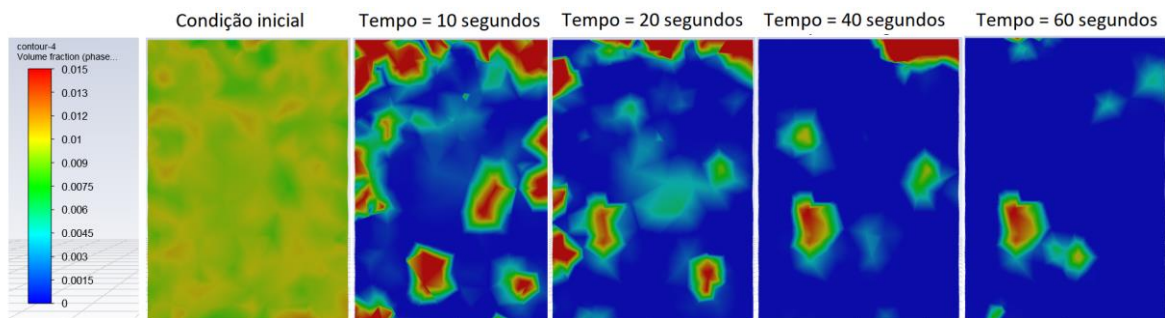 Condição inicial
Tempo = 10 segundos
Tempo = 20 segundos
Tempo = 40 segundos
Tempo = 60 segundos
contour-4
Volume fraction (phase...
0.015
0.0135
0.012
0.0105
0.009
0.0075
0.006
0.0045
0.003
0.0015
0